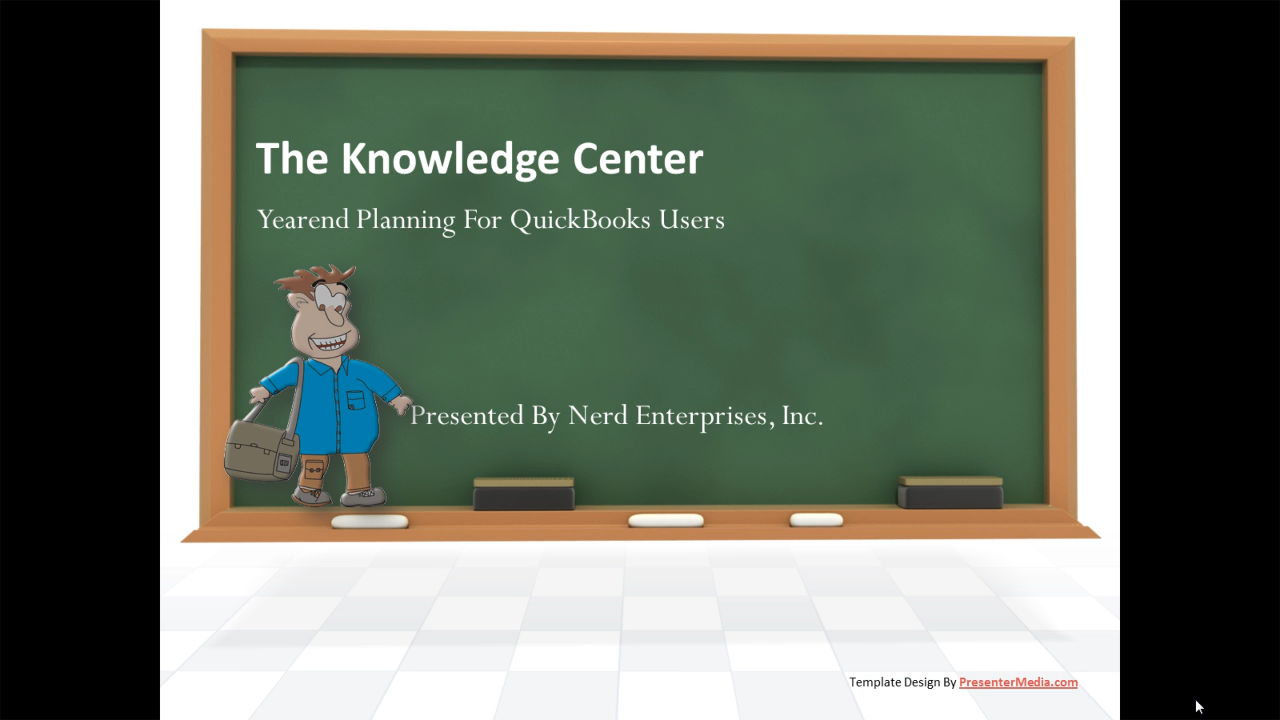 The Knowledge Center
Yearend Planning For QuickBooks Users
Presented By Nerd Enterprises, Inc.
Template Design By PresenterMedia.com